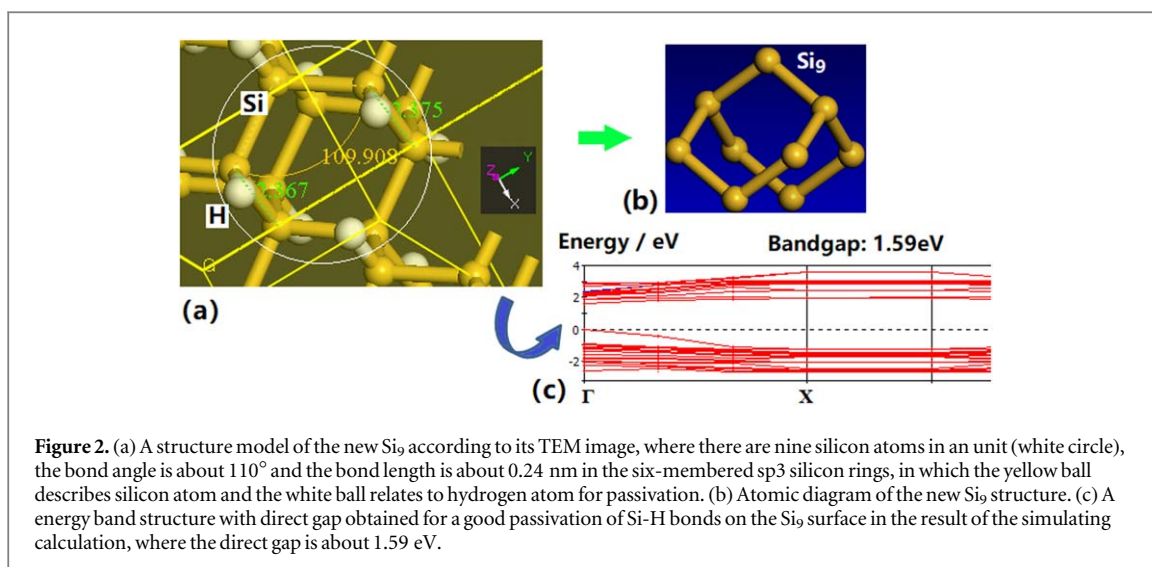 Si
2.375
109.908
2.367
H
Z
Y
X
G
(a)
Si₉
(b)
Energy / eV Bandgap: 1.59eV
4
2
0
-2
(c) Γ X
Figure 2. (a) A structure model of the new Si₉ according to its TEM image, where there are nine silicon atoms in an unit (white circle),
the bond angle is about 110° and the bond length is about 0.24 nm in the six-membered sp3 silicon rings, in which the yellow ball
describes silicon atom and the white ball relates to hydrogen atom for passivation. (b) Atomic diagram of the new Si₉ structure. (c) A
energy band structure with direct gap obtained for a good passivation of Si-H bonds on the Si₉ surface in the result of the simulating
calculation, where the direct gap is about 1.59 eV.